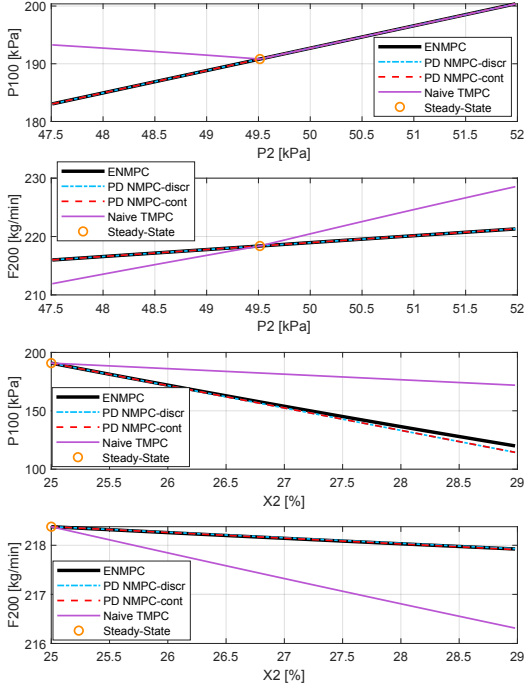 200
190
180
P100 [kPa]
ENMPC
PD NMPC-discr
PD NMPC-cont
Naive TMPC
Steady-State
47.5 48 48.5 49 49.5 50 50.5 51 51.5 52
P2 [kPa]
230
220
210
F200 [kg/min]
ENMPC
PD NMPC-discr
PD NMPC-cont
Naive TMPC
Steady-State
47.5 48 48.5 49 49.5 50 50.5 51 51.5 52
P2 [kPa]
200
150
100
P100 [kPa]
ENMPC
PD NMPC-discr
PD NMPC-cont
Naive TMPC
Steady-State
25 25.5 26 26.5 27 27.5 28 28.5 29
X2 [%]
218
217
216
F200 [kg/min]
ENMPC
PD NMPC-discr
PD NMPC-cont
Naive TMPC
Steady-State
25 25.5 26 26.5 27 27.5 28 28.5 29
X2 [%]